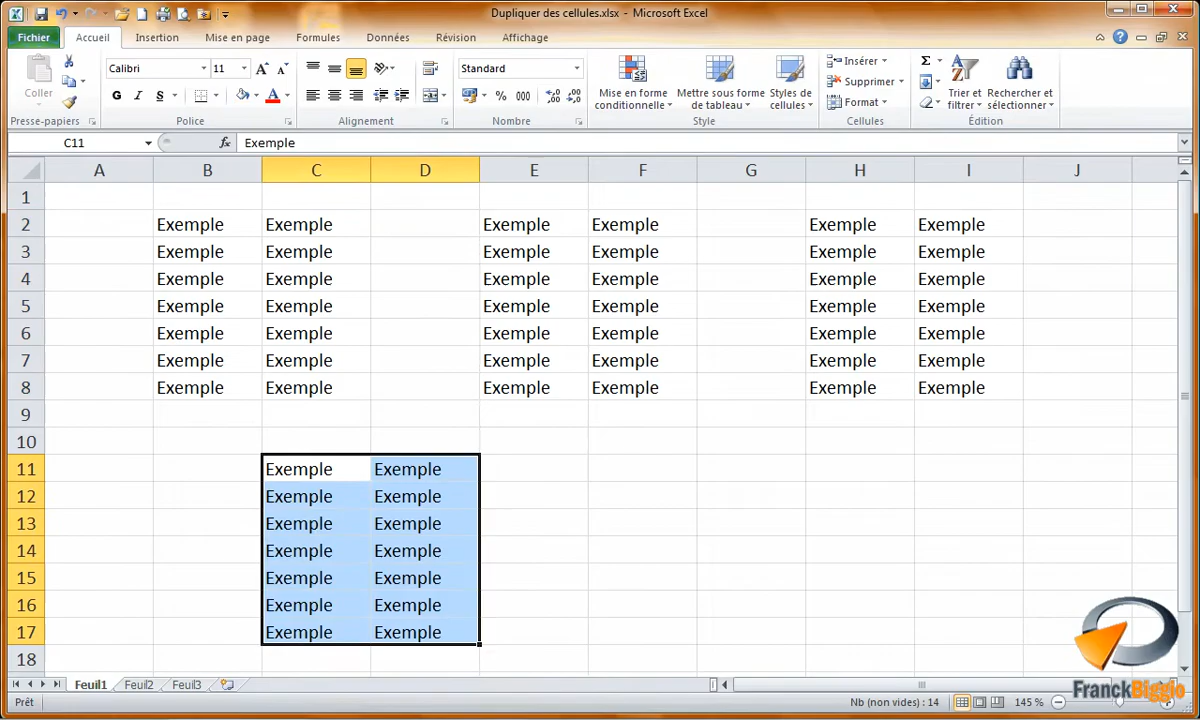 Dupliquer des cellules.xlsx - Microsoft Excel
Fichier Accueil Insertion Mise en page Formules Données Révision Affichage
Coller
Presse-papiers
Calibri 11
G I S A
Police
Alignement
Standard
% 000
Nombre
Mise en forme conditionnelle
Mettre sous forme de tableau
Styles de cellules
Style
Insérer
Supprimer
Format
Cellules
Σ
Trier et filtrer
Rechercher et sélectionner
Édition
C11 fx Exemple
A B C D E F G H I J
1
2 Exemple Exemple Exemple Exemple Exemple Exemple
3 Exemple Exemple Exemple Exemple Exemple Exemple
4 Exemple Exemple Exemple Exemple Exemple Exemple
5 Exemple Exemple Exemple Exemple Exemple Exemple
6 Exemple Exemple Exemple Exemple Exemple Exemple
7 Exemple Exemple Exemple Exemple Exemple Exemple
8 Exemple Exemple Exemple Exemple Exemple Exemple
9
10
11 Exemple Exemple
12 Exemple Exemple
13 Exemple Exemple
14 Exemple Exemple
15 Exemple Exemple
16 Exemple Exemple
17 Exemple Exemple
18
Feuil1 Feuil2 Feuil3
FranckBiggio
Prêt Nb (non vides) : 14 145 %